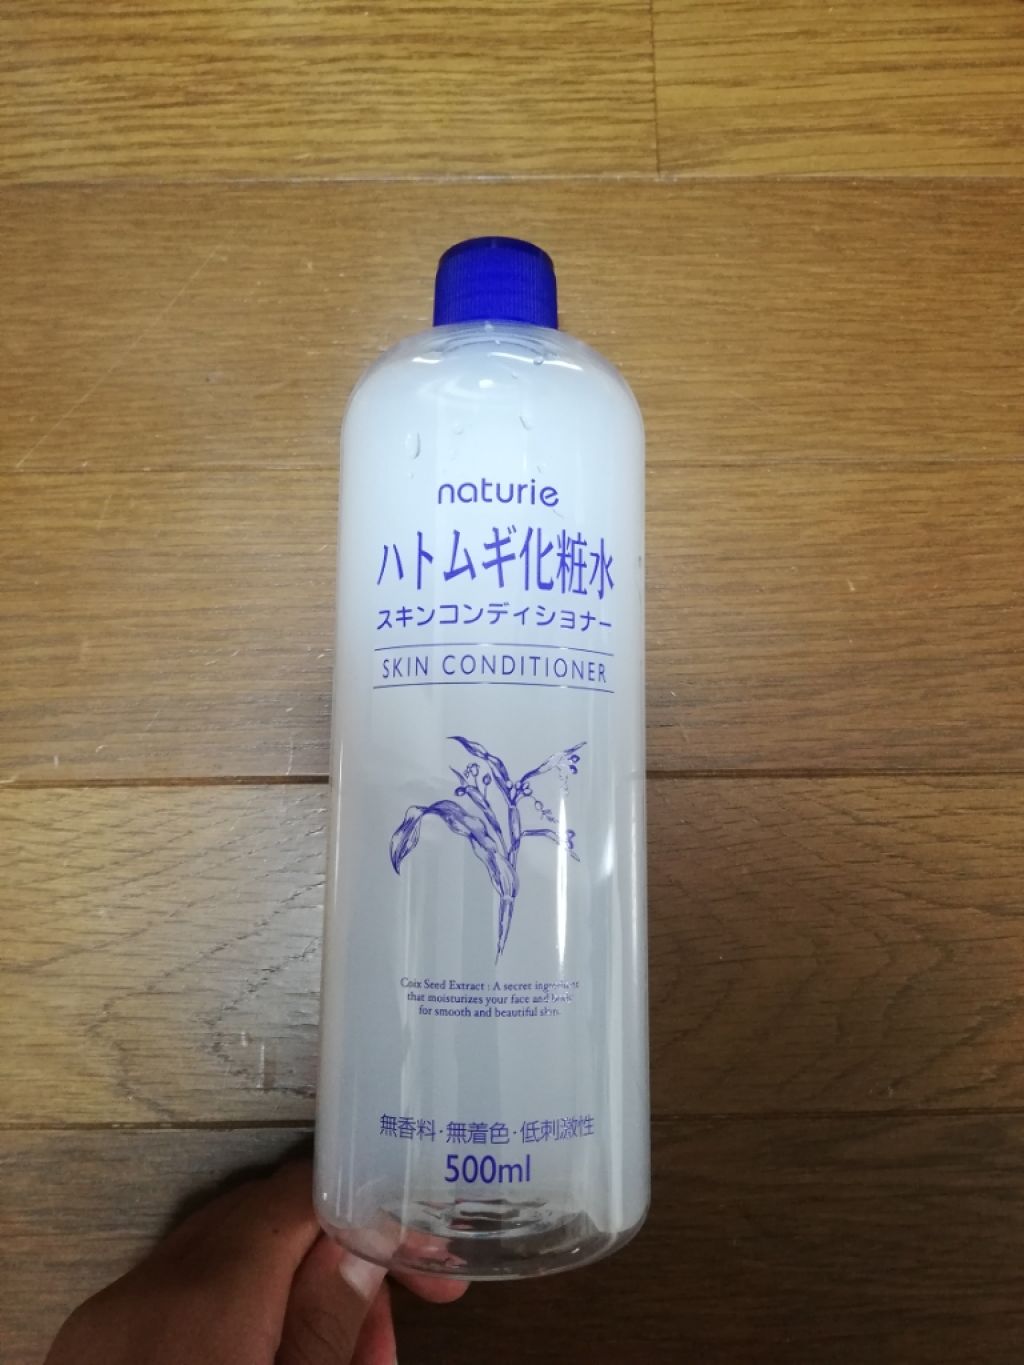 naturie
ハトムギ化粧水
スキンコンディショナー
SKIN CONDITIONER
Coix Seed Extract : A secret ingredient
that moisturizes your face and body
for smooth and beautiful skin.
無香料・無着色・低刺激性
500ml